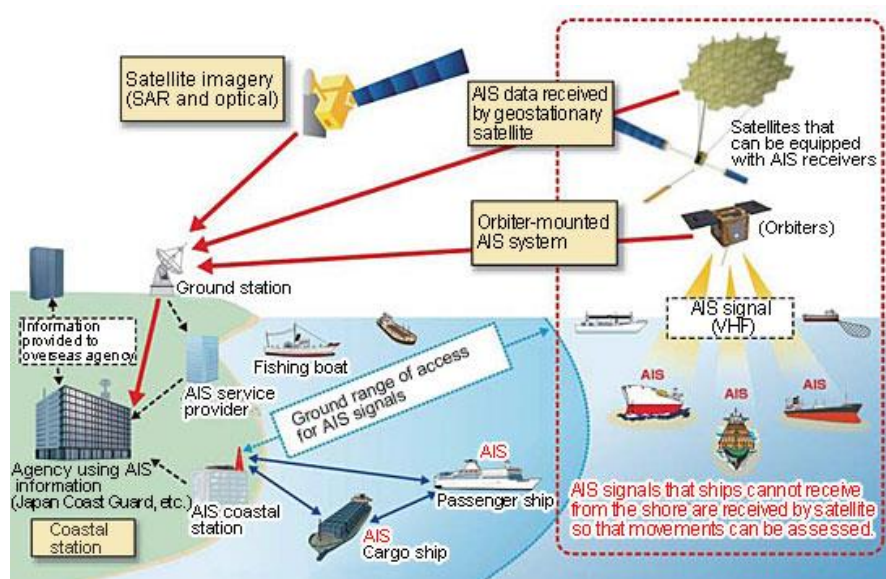 Satellite imagery
(SAR and optical)
AIS data received
by geostationary
satellite
Satellites that
can be equipped
with AIS receivers
Orbiter-mounted
AIS system
(Orbiters)
Ground station
AIS signal
(VHF)
Information
provided to
overseas agency
Fishing boat
AIS service
provider
Ground range of access
for AIS signals
AIS
AIS
AIS
Agency using AIS
information
(Japan Coast Guard, etc.)
AIS coastal
station
AIS
Passenger ship
AIS
Cargo ship
Coastal
station
AIS signals that ships cannot receive
from the shore are received by satellite
so that movements can be assessed.